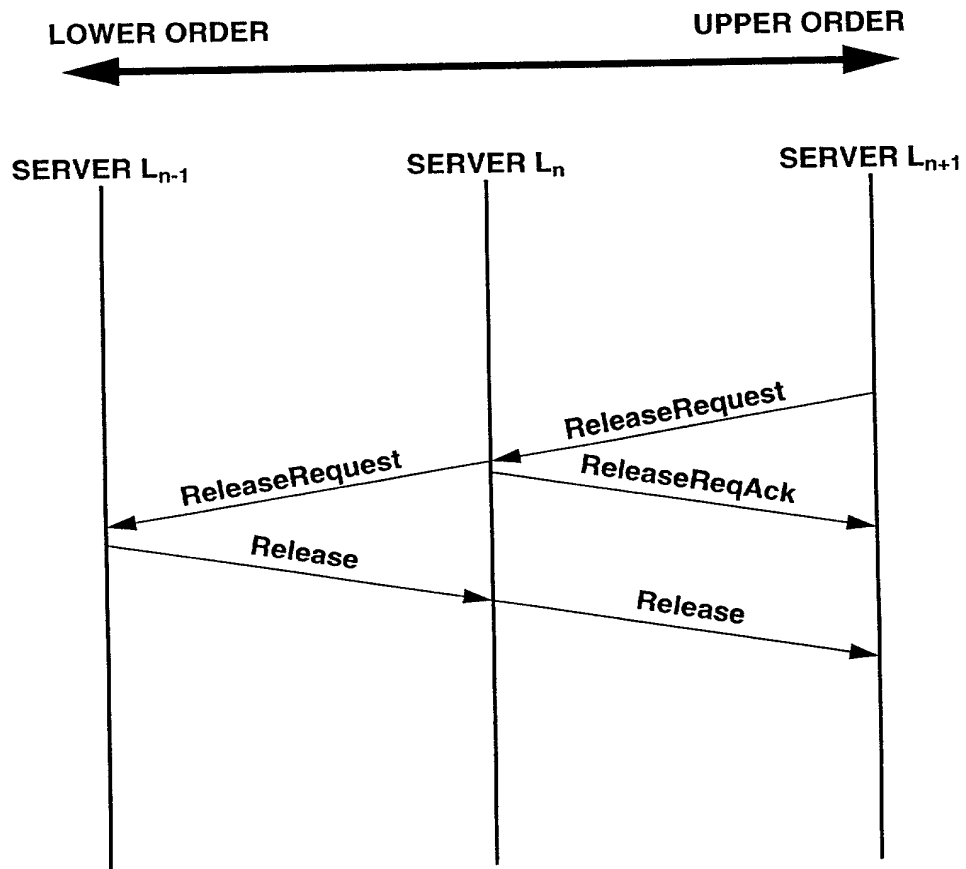 LOWER ORDER
UPPER ORDER
SERVER Ln-1
SERVER Ln
SERVER Ln+1
ReleaseRequest
ReleaseRequest
ReleaseReqAck
Release
Release